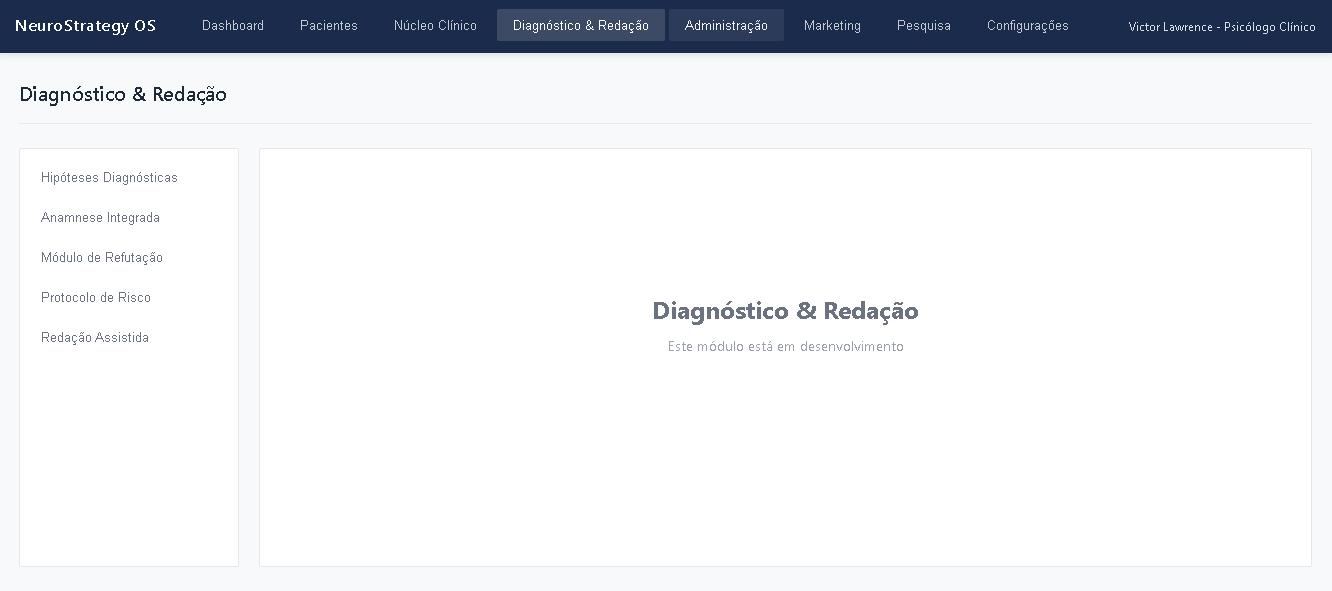 NeuroStrategy OS
Dashboard
Pacientes
Núcleo Clínico
Diagnóstico & Redação
Administração
Marketing
Pesquisa
Configurações
Victor Lawrence - Psicólogo Clínico
Diagnóstico & Redação
Hipóteses Diagnósticas
Anamnese Integrada
Módulo de Refutação
Protocolo de Risco
Redação Assistida
Diagnóstico & Redação
Este módulo está em desenvolvimento